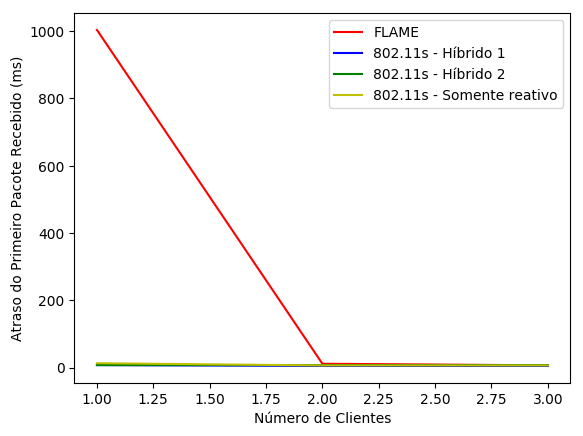 FLAME
802.11s - Híbrido 1
802.11s - Híbrido 2
802.11s - Somente reativo
Atraso do Primeiro Pacote Recebido (ms)
1000
800
600
400
200
0
1.00 1.25 1.50 1.75 2.00 2.25 2.50 2.75 3.00
Número de Clientes